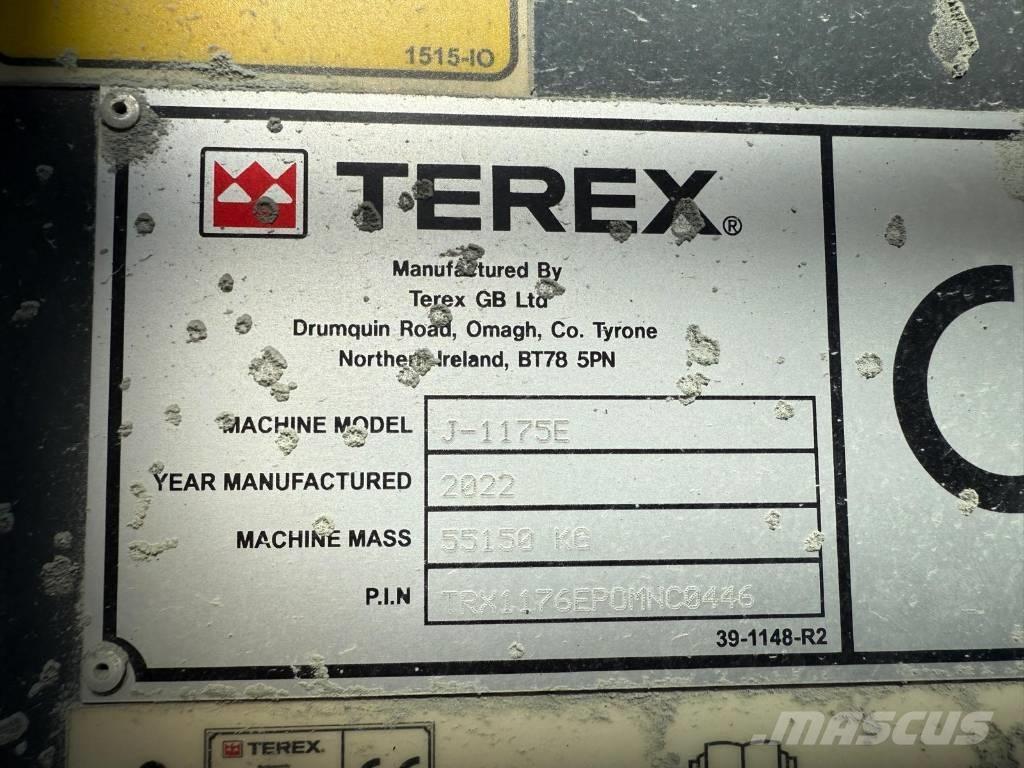 1515-IO
TEREX®
Manufactured By
Terex GB Ltd
Drumquin Road, Omagh, Co. Tyrone
Northern Ireland, BT78 5PN
MACHINE MODEL J-1175E
YEAR MANUFACTURED 2022
MACHINE MASS 55150 KG
P.I.N TRX1176EPOMNC0446
39-1148-R2
TEREX.
MASCUS